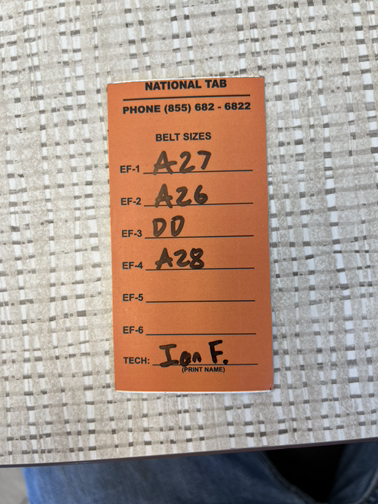 NATIONAL TAB
PHONE (855) 682 - 6822
BELT SIZES
EF-1 A27
EF-2 A26
EF-3 DD
EF-4 A28
EF-5
EF-6
TECH: Ian F.
(PRINT NAME)